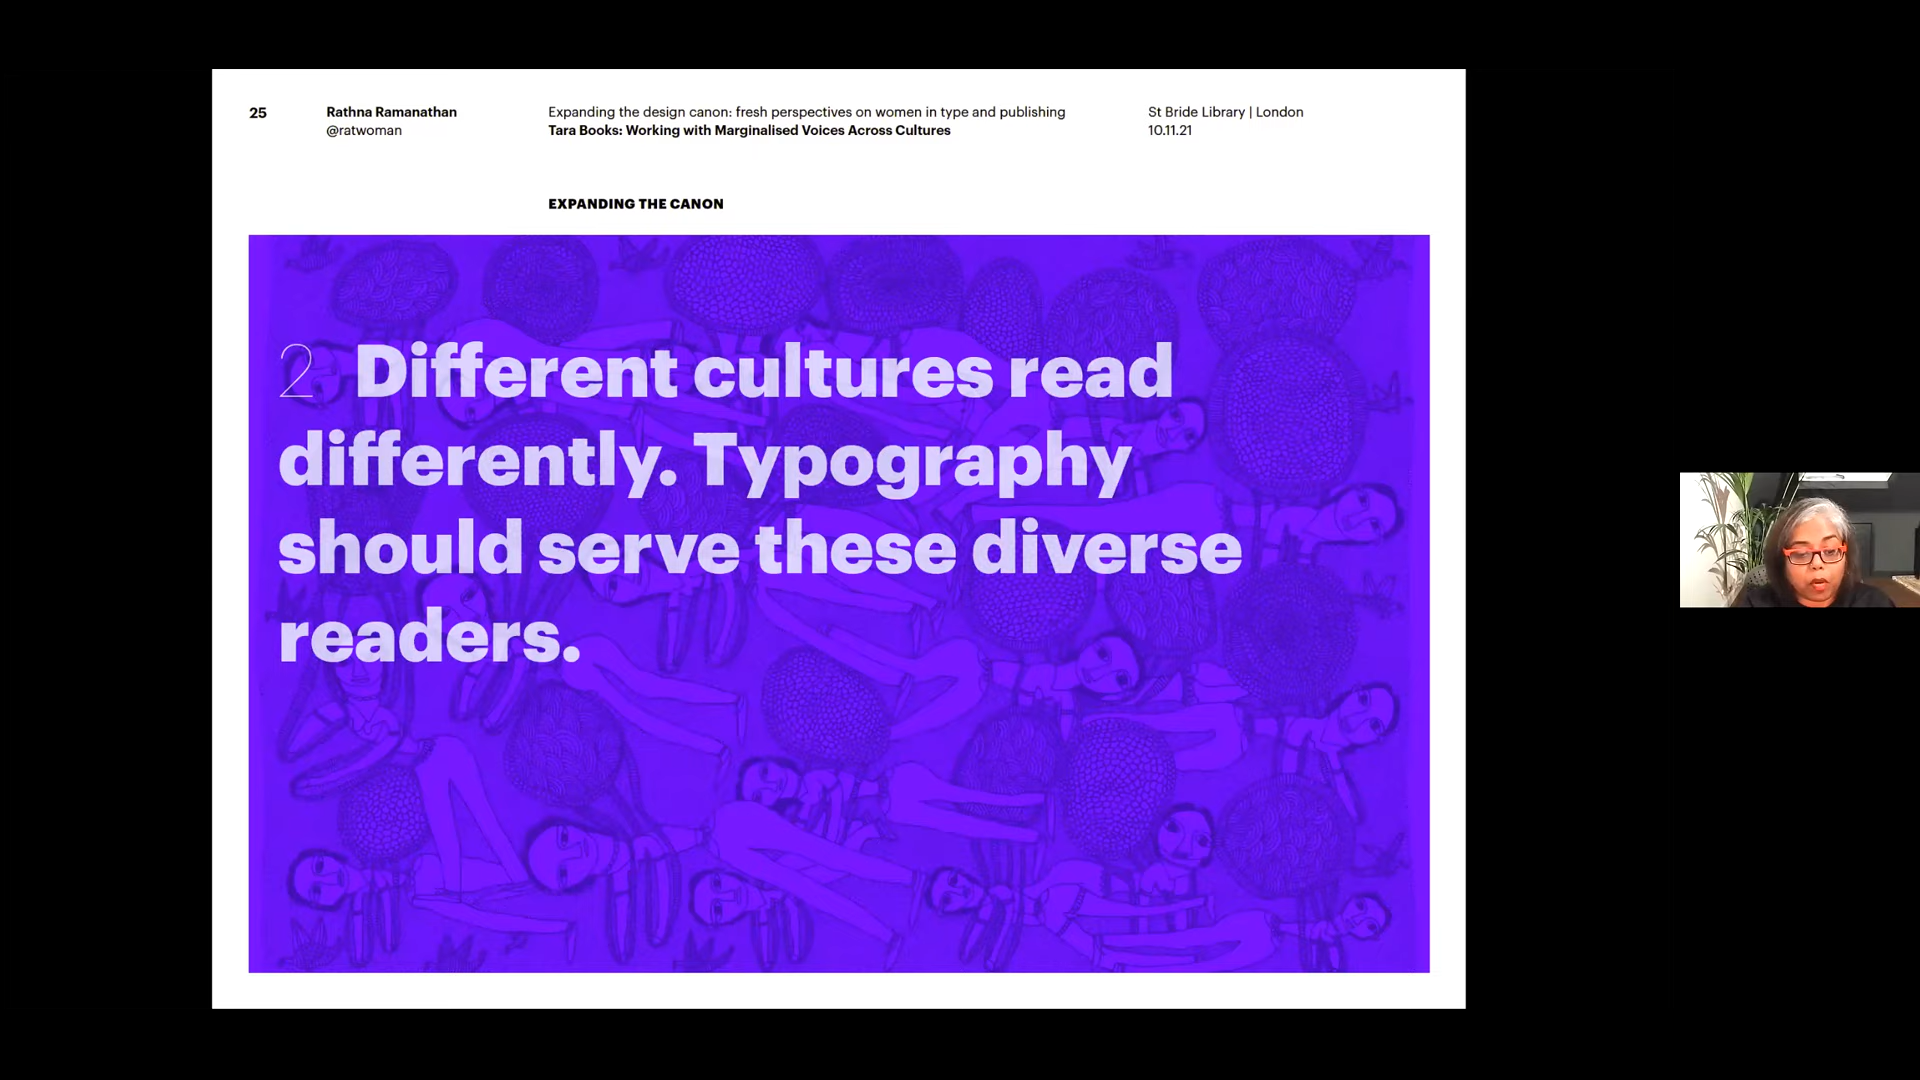 25
Rathna Ramanathan
@ratwoman
Expanding the design canon: fresh perspectives on women in type and publishing
Tara Books: Working with Marginalised Voices Across Cultures
St Bride Library | London
10.11.21
EXPANDING THE CANON
2 Different cultures read
differently. Typography
should serve these diverse
readers.